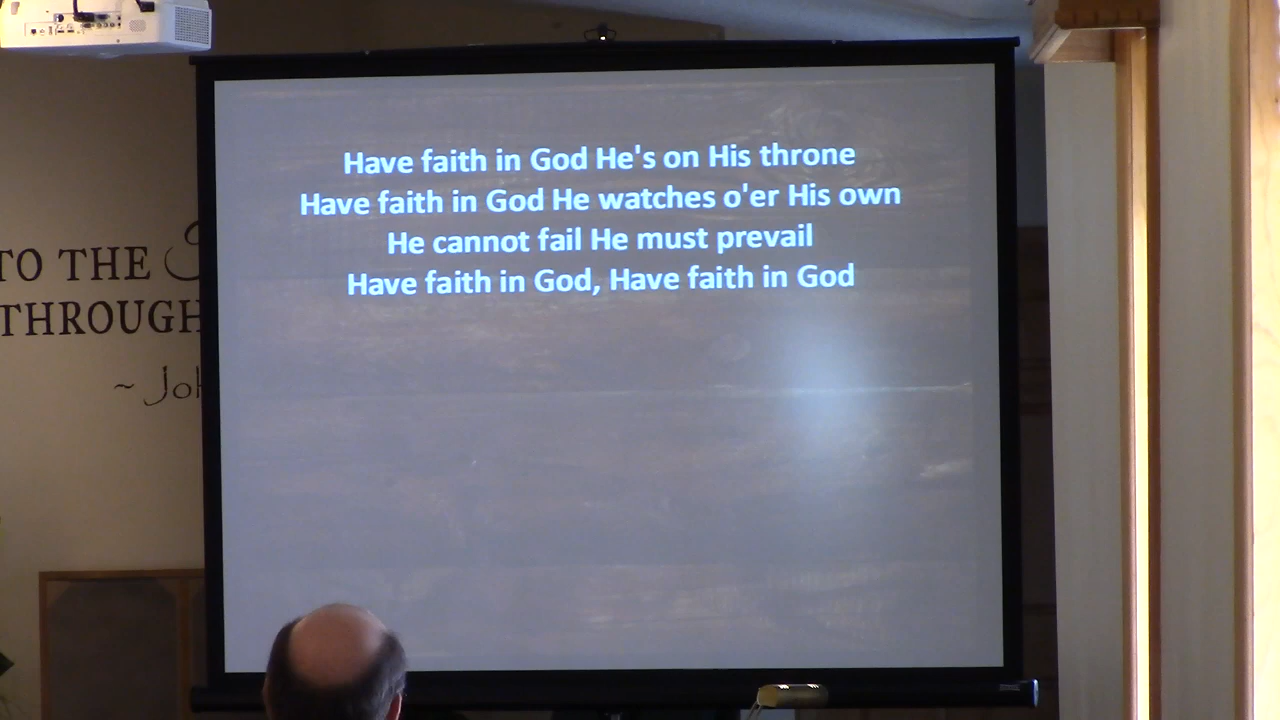 Have faith in God He's on His throne
Have faith in God He watches o'er His own
He cannot fail He must prevail
Have faith in God, Have faith in God
TO THE
THROUGH
~ Joh